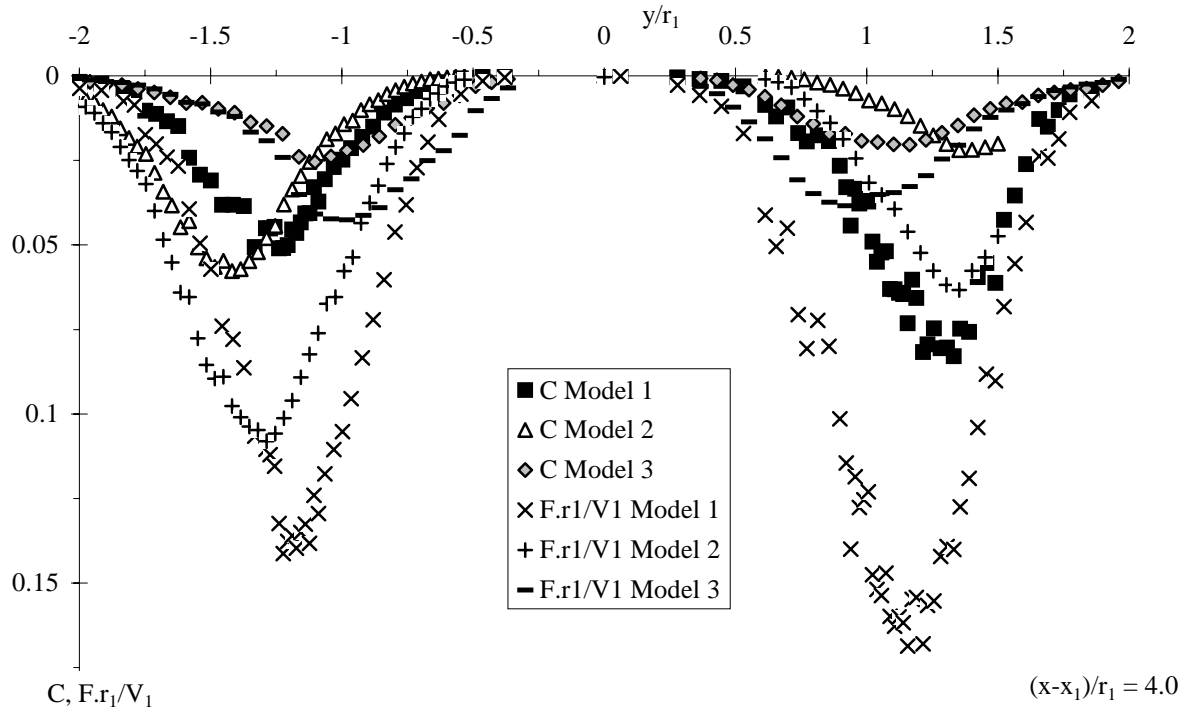 y/r1
-2 -1.5 -1 -0.5 0 0.5 1 1.5 2
0
0.05
0.1
0.15
C Model 1
C Model 2
C Model 3
F.r1/V1 Model 1
F.r1/V1 Model 2
F.r1/V1 Model 3
C, F.r1/V1
(x-x1)/r1 = 4.0